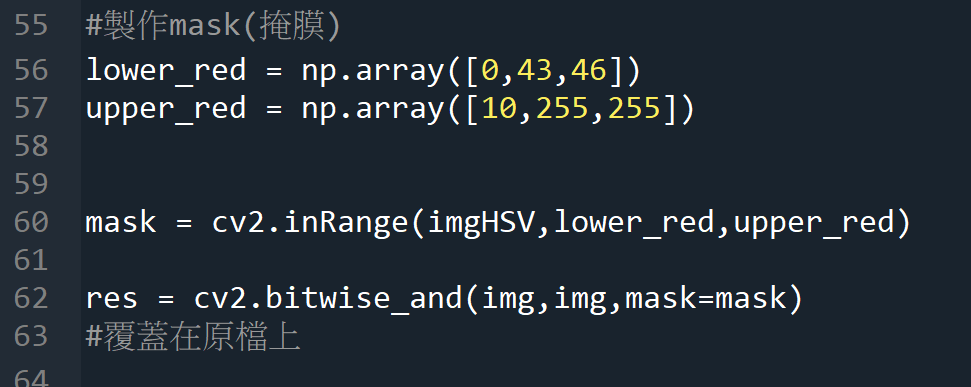 55 #製作mask(掩膜)
56 lower_red = np.array([0,43,46])
57 upper_red = np.array([10,255,255])
58
59
60 mask = cv2.inRange(imgHSV,lower_red,upper_red)
61
62 res = cv2.bitwise_and(img,img,mask=mask)
63 #覆蓋在原檔上
64